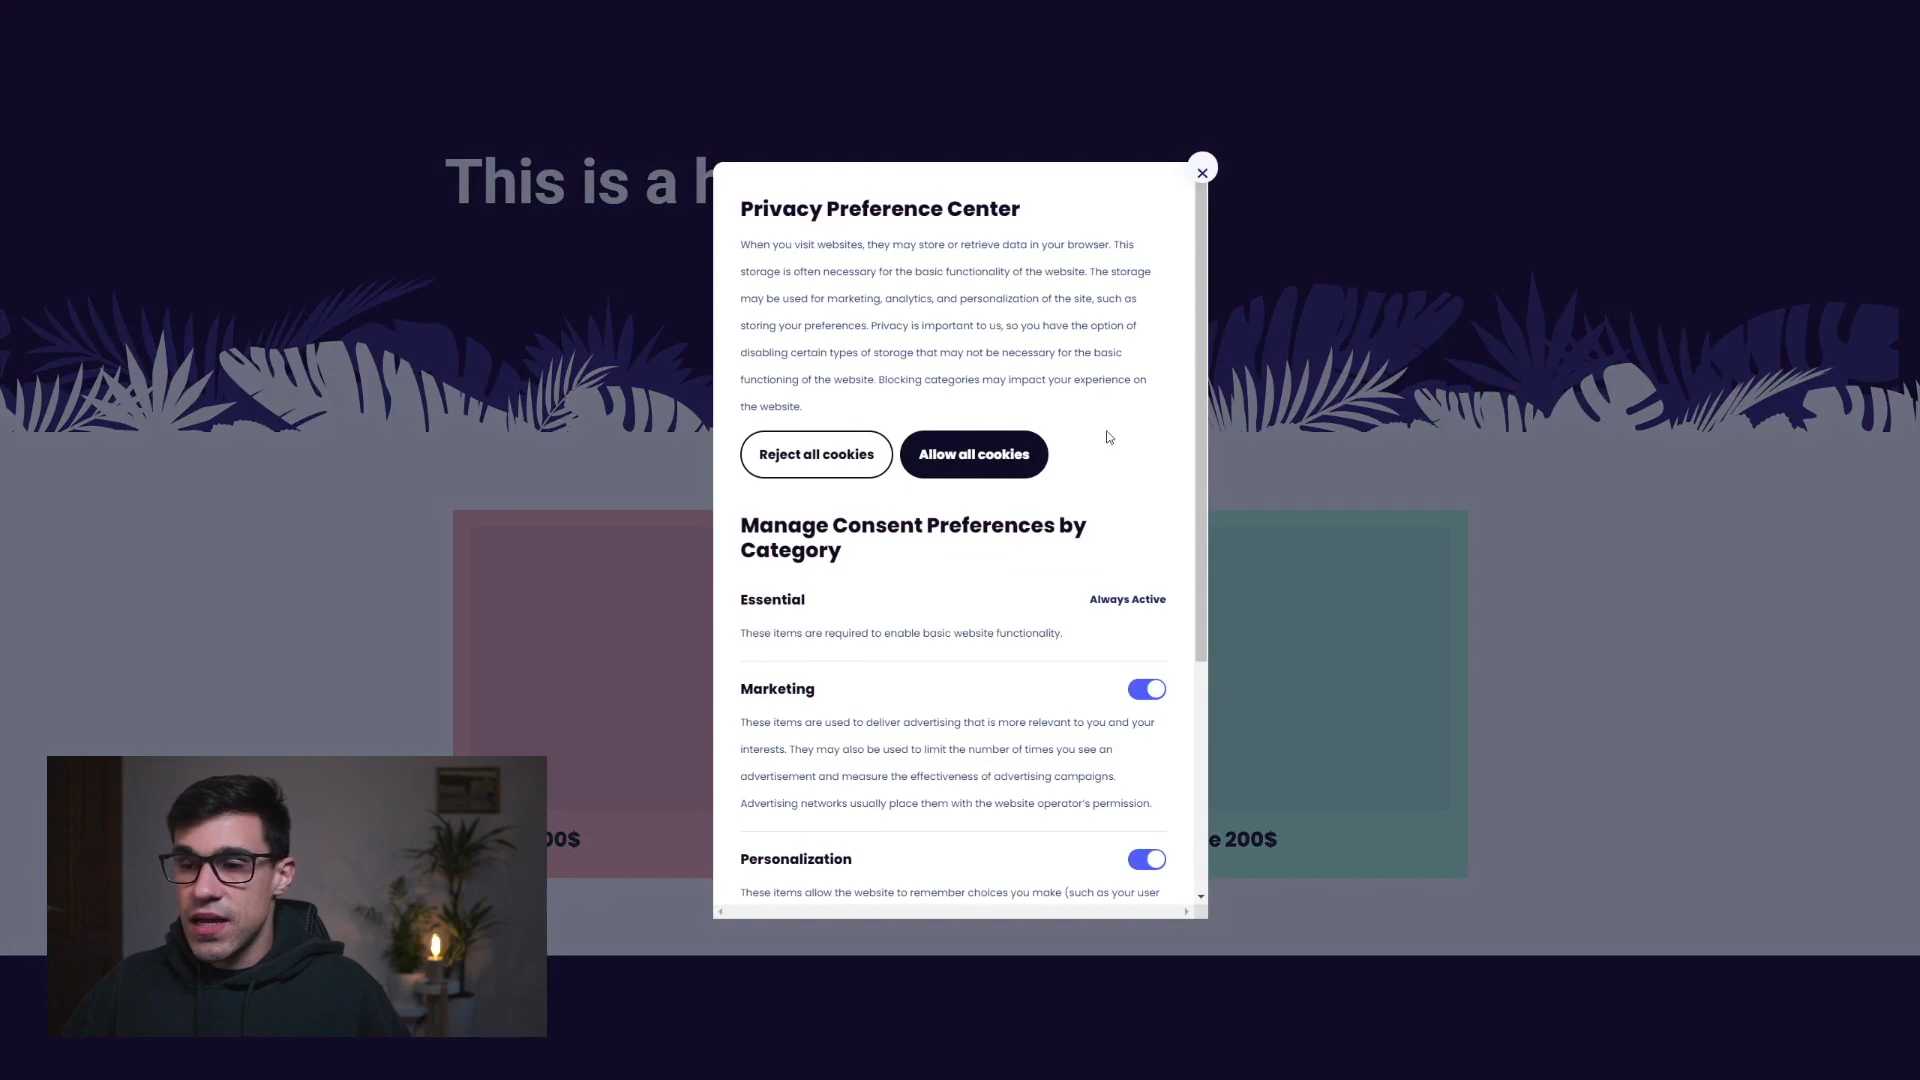 This is a h
Privacy Preference Center
When you visit websites, they may store or retrieve data in your browser. This
storage is often necessary for the basic functionality of the website. The storage
may be used for marketing, analytics, and personalization of the site, such as
storing your preferences. Privacy is important to us, so you have the option of
disabling certain types of storage that may not be necessary for the basic
functioning of the website. Blocking categories may impact your experience on
the website.
Reject all cookies
Allow all cookies
Manage Consent Preferences by
Category
Essential
Always Active
These items are required to enable basic website functionality.
Marketing
These items are used to deliver advertising that is more relevant to you and your
interests. They may also be used to limit the number of times you see an
advertisement and measure the effectiveness of advertising campaigns.
Advertising networks usually place them with the website operator's permission.
00$
e 200$
Personalization
These items allow the website to remember choices you make (such as your user